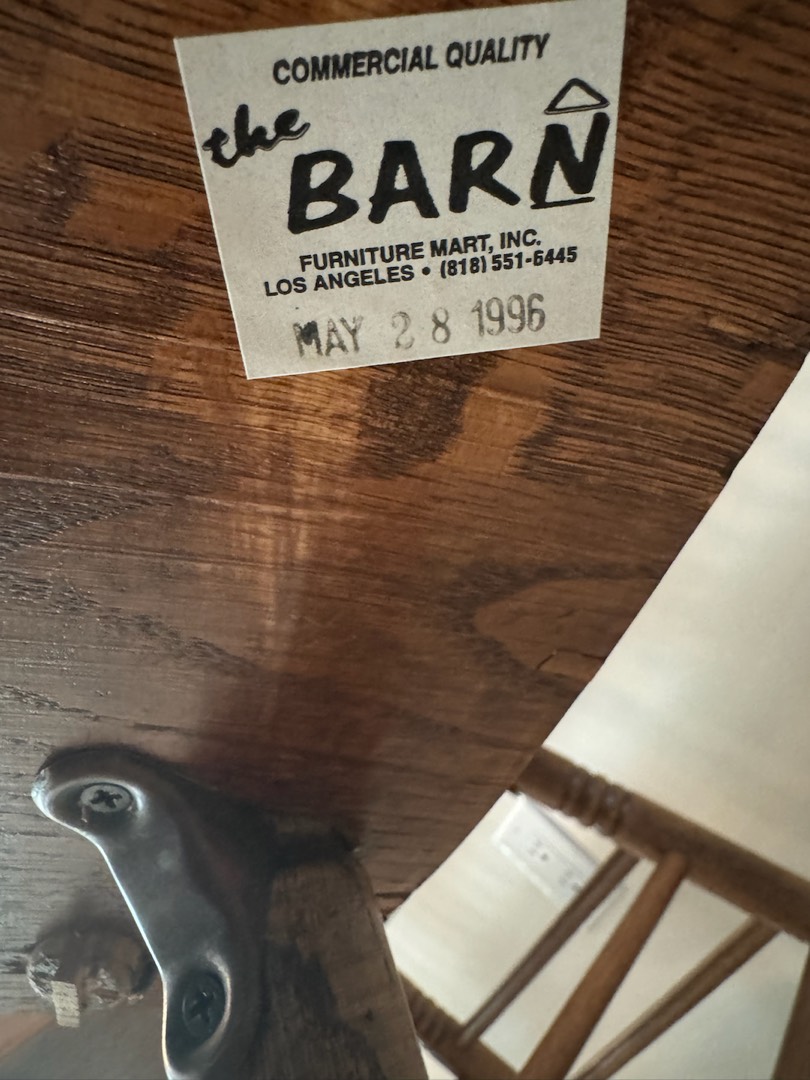 COMMERCIAL QUALITY
the
BARN
FURNITURE MART, INC.
LOS ANGELES • (818) 551-6445
MAY 28 1996